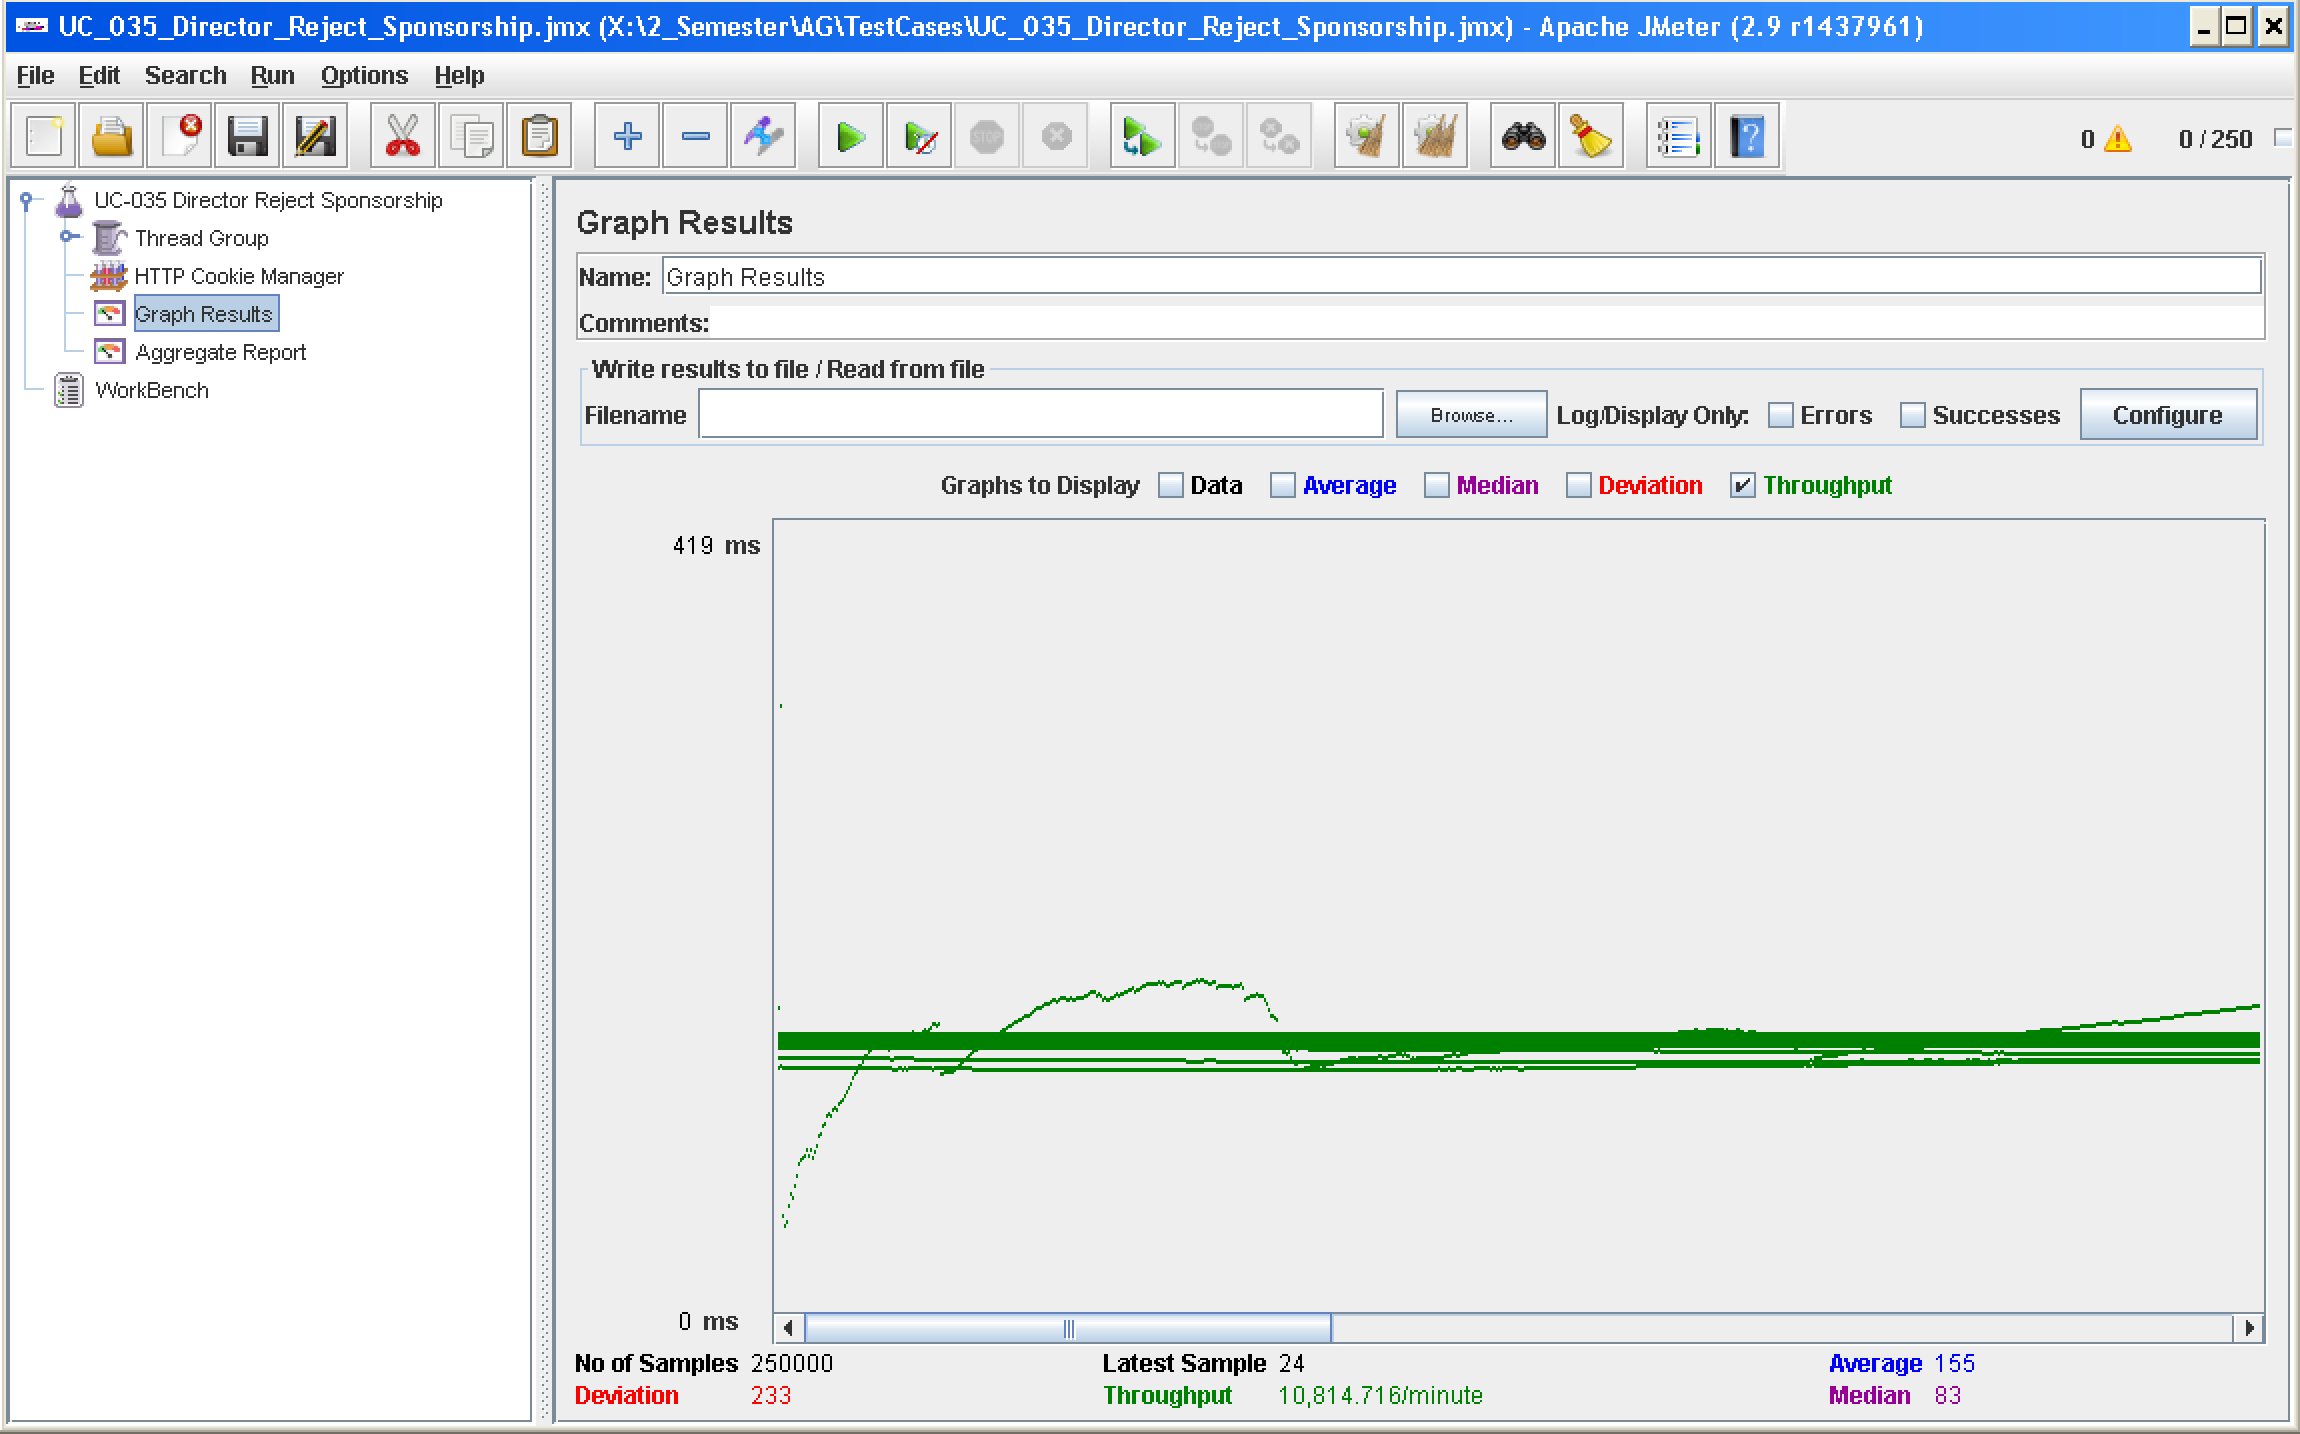 UC_035_Director_Reject_Sponsorship.jmx (X:\2_Semester\AG\TestCases\UC_035_Director_Reject_Sponsorship.jmx) - Apache JMeter (2.9 r1437961)
File Edit Search Run Options Help
STOP
0 0 / 250
UC-035 Director Reject Sponsorship
Thread Group
HTTP Cookie Manager
Graph Results
Aggregate Report
WorkBench
Graph Results
Name: Graph Results
Comments:
Write results to file / Read from file
Filename Browse... Log/Display Only: Errors Successes Configure
Graphs to Display Data Average Median Deviation Throughput
419 ms
0 ms
No of Samples 250000 Latest Sample 24 Average 155
Deviation 233 Throughput 10,814.716/minute Median 83